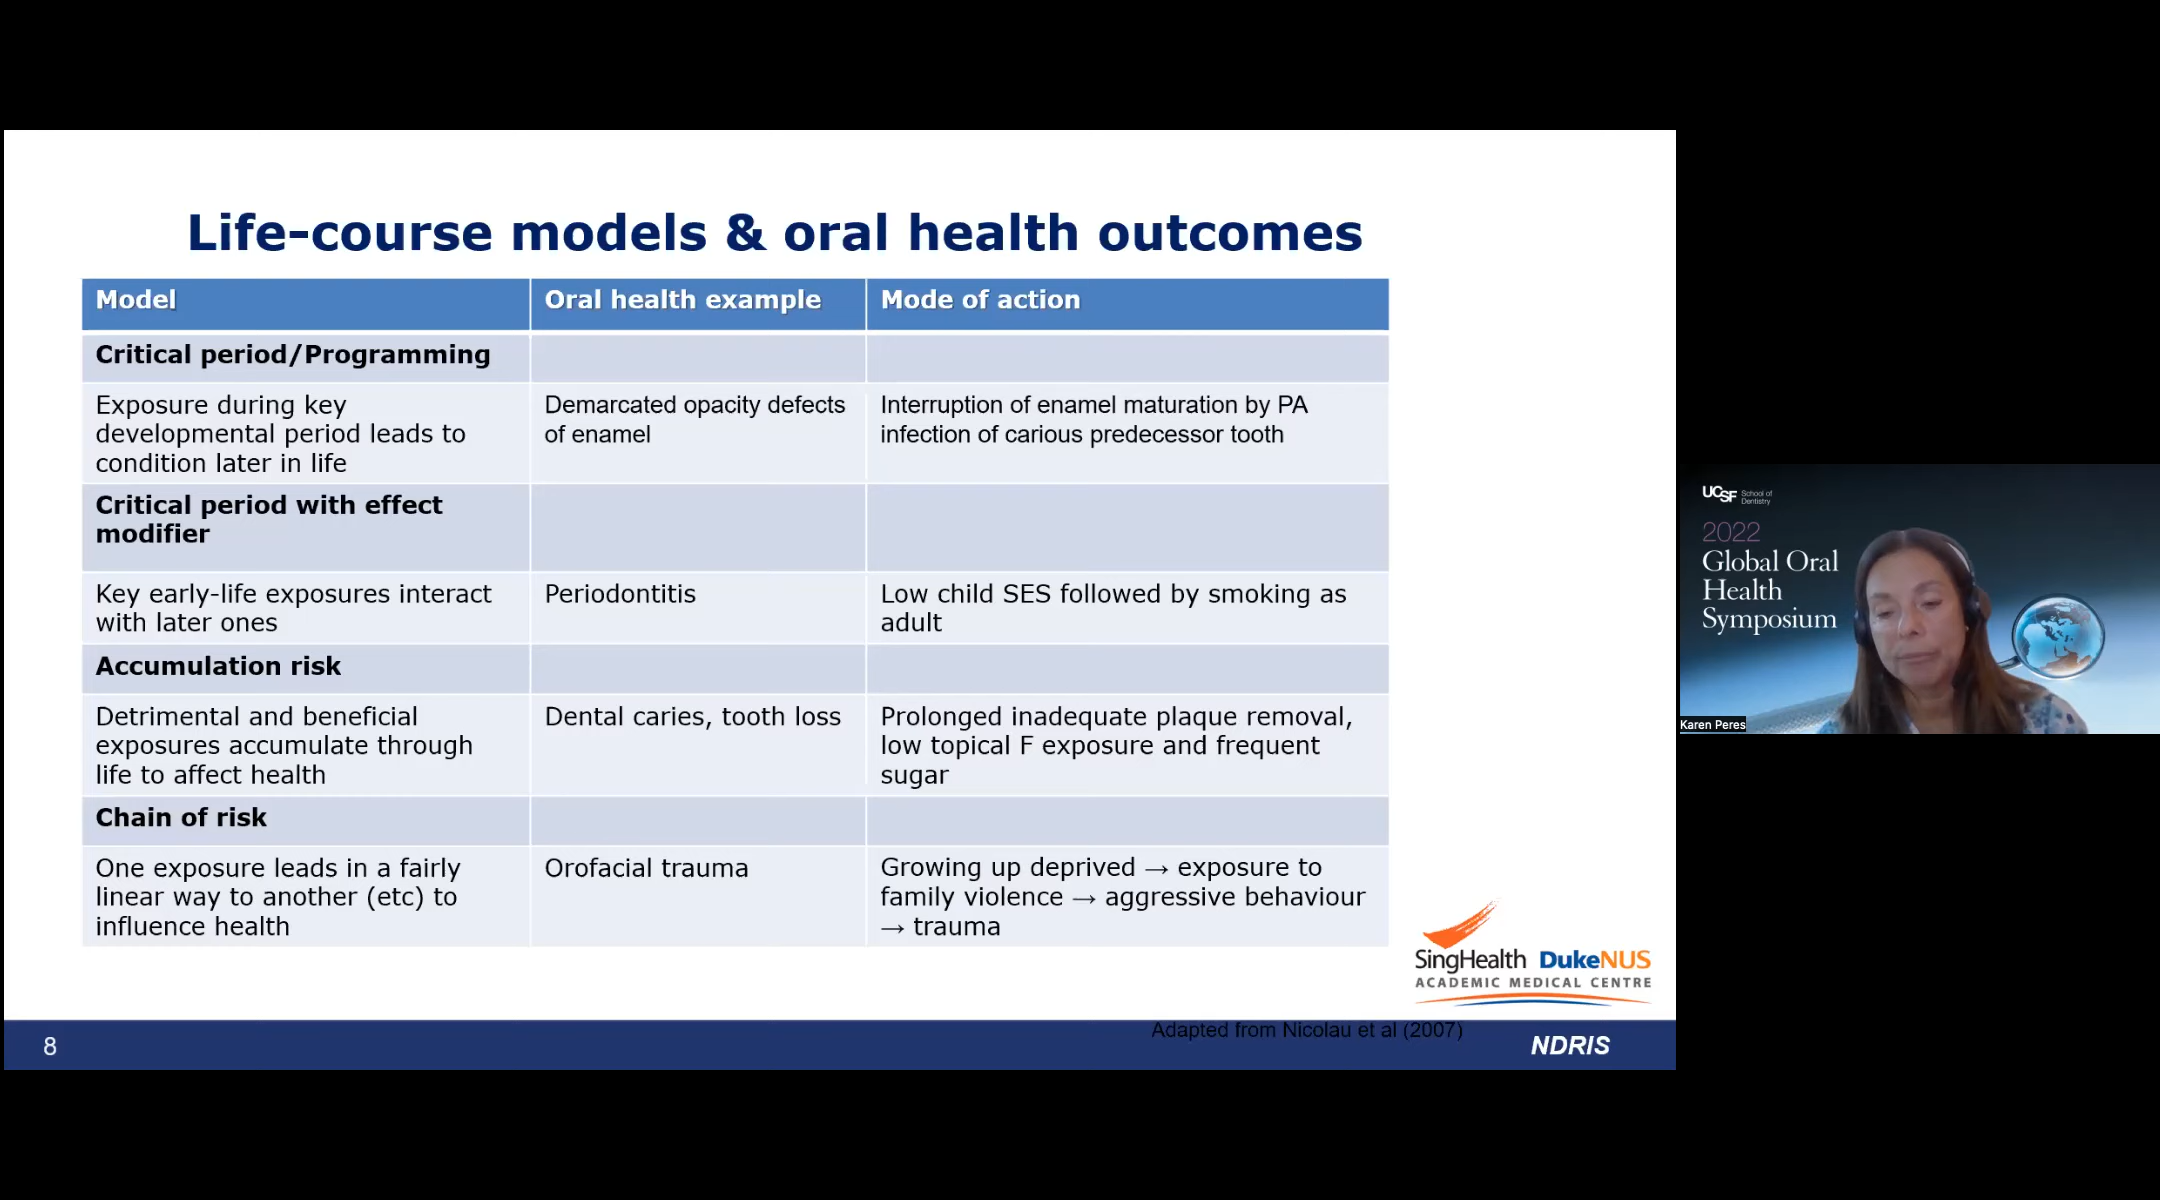 Life-course models & oral health outcomes
Model
Oral health example
Mode of action
Critical period/Programming
Exposure during key
developmental period leads to
condition later in life
Demarcated opacity defects
of enamel
Interruption of enamel maturation by PA
infection of carious predecessor tooth
Critical period with effect
modifier
Key early-life exposures interact
with later ones
Periodontitis
Low child SES followed by smoking as
adult
Accumulation risk
Detrimental and beneficial
exposures accumulate through
life to affect health
Dental caries, tooth loss
Prolonged inadequate plaque removal,
low topical F exposure and frequent
sugar
Chain of risk
One exposure leads in a fairly
linear way to another (etc) to
influence health
Orofacial trauma
Growing up deprived → exposure to
family violence → aggressive behaviour
→ trauma
SingHealth DukeNUS
ACADEMIC MEDICAL CENTRE
Adapted from Nicolau et al (2007)
8
NDRIS
UCSF School of
Dentistry
2022
Global Oral
Health
Symposium
Karen Peres